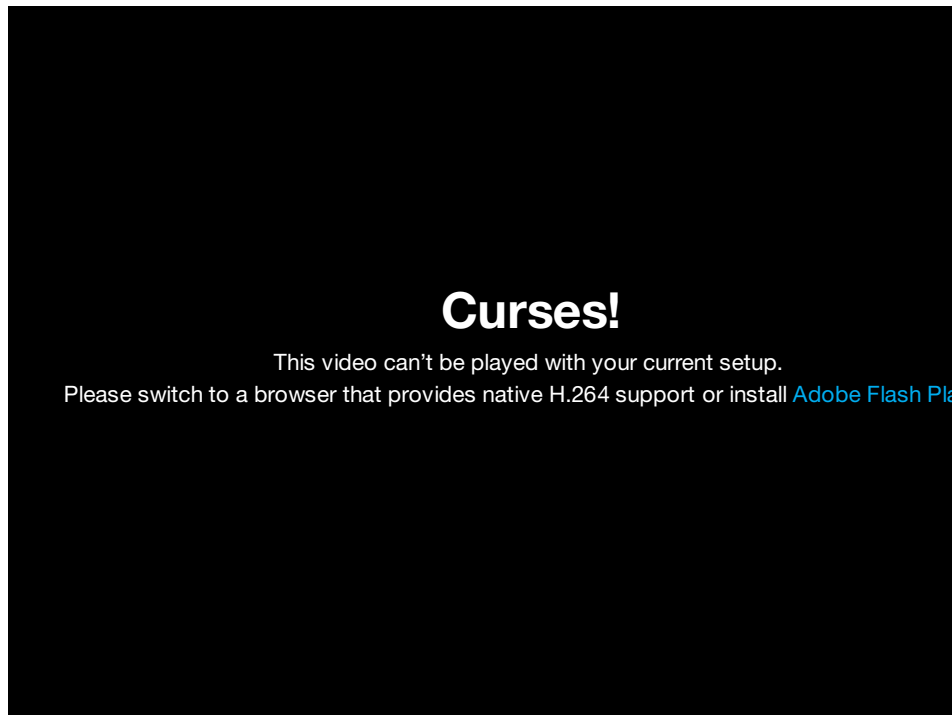 Curses!
This video can’t be played with your current setup.
Please switch to a browser that provides native H.264 support or install Adobe Flash